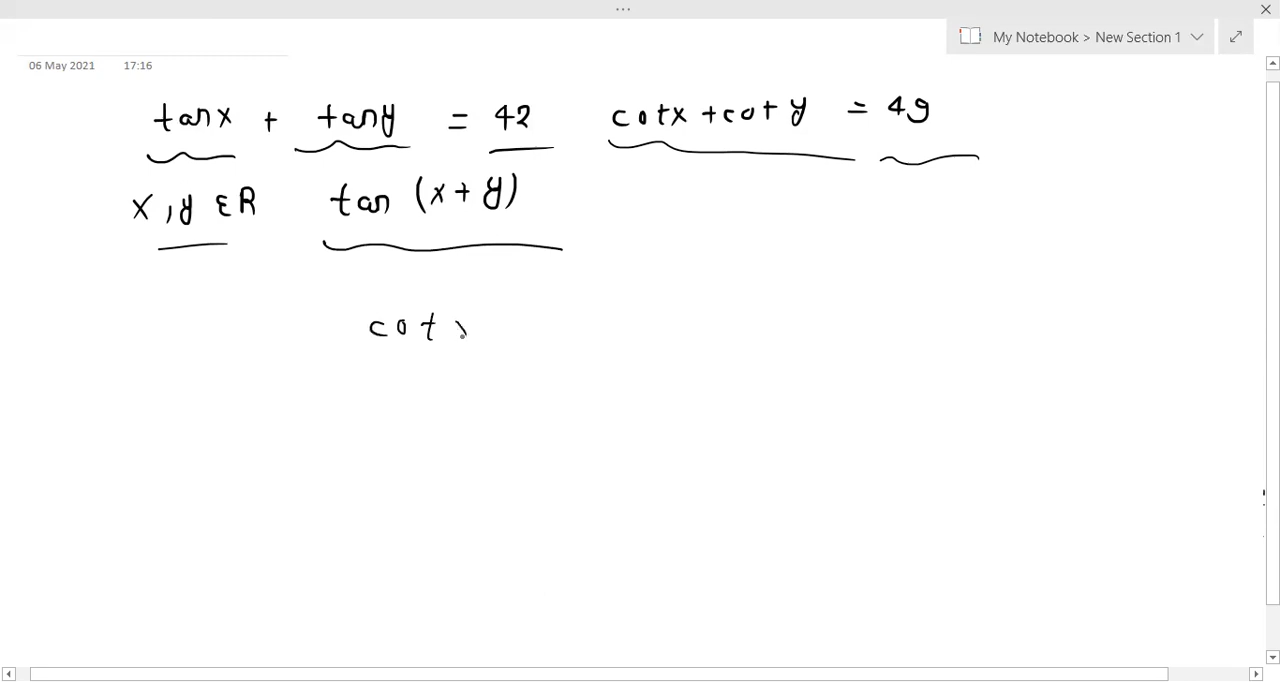 My Notebook > New Section 1
06 May 2021 17:16
tanx + tany = 42 cotx + cot y = 49
x, y ∈ R tan (x + y)
cot x